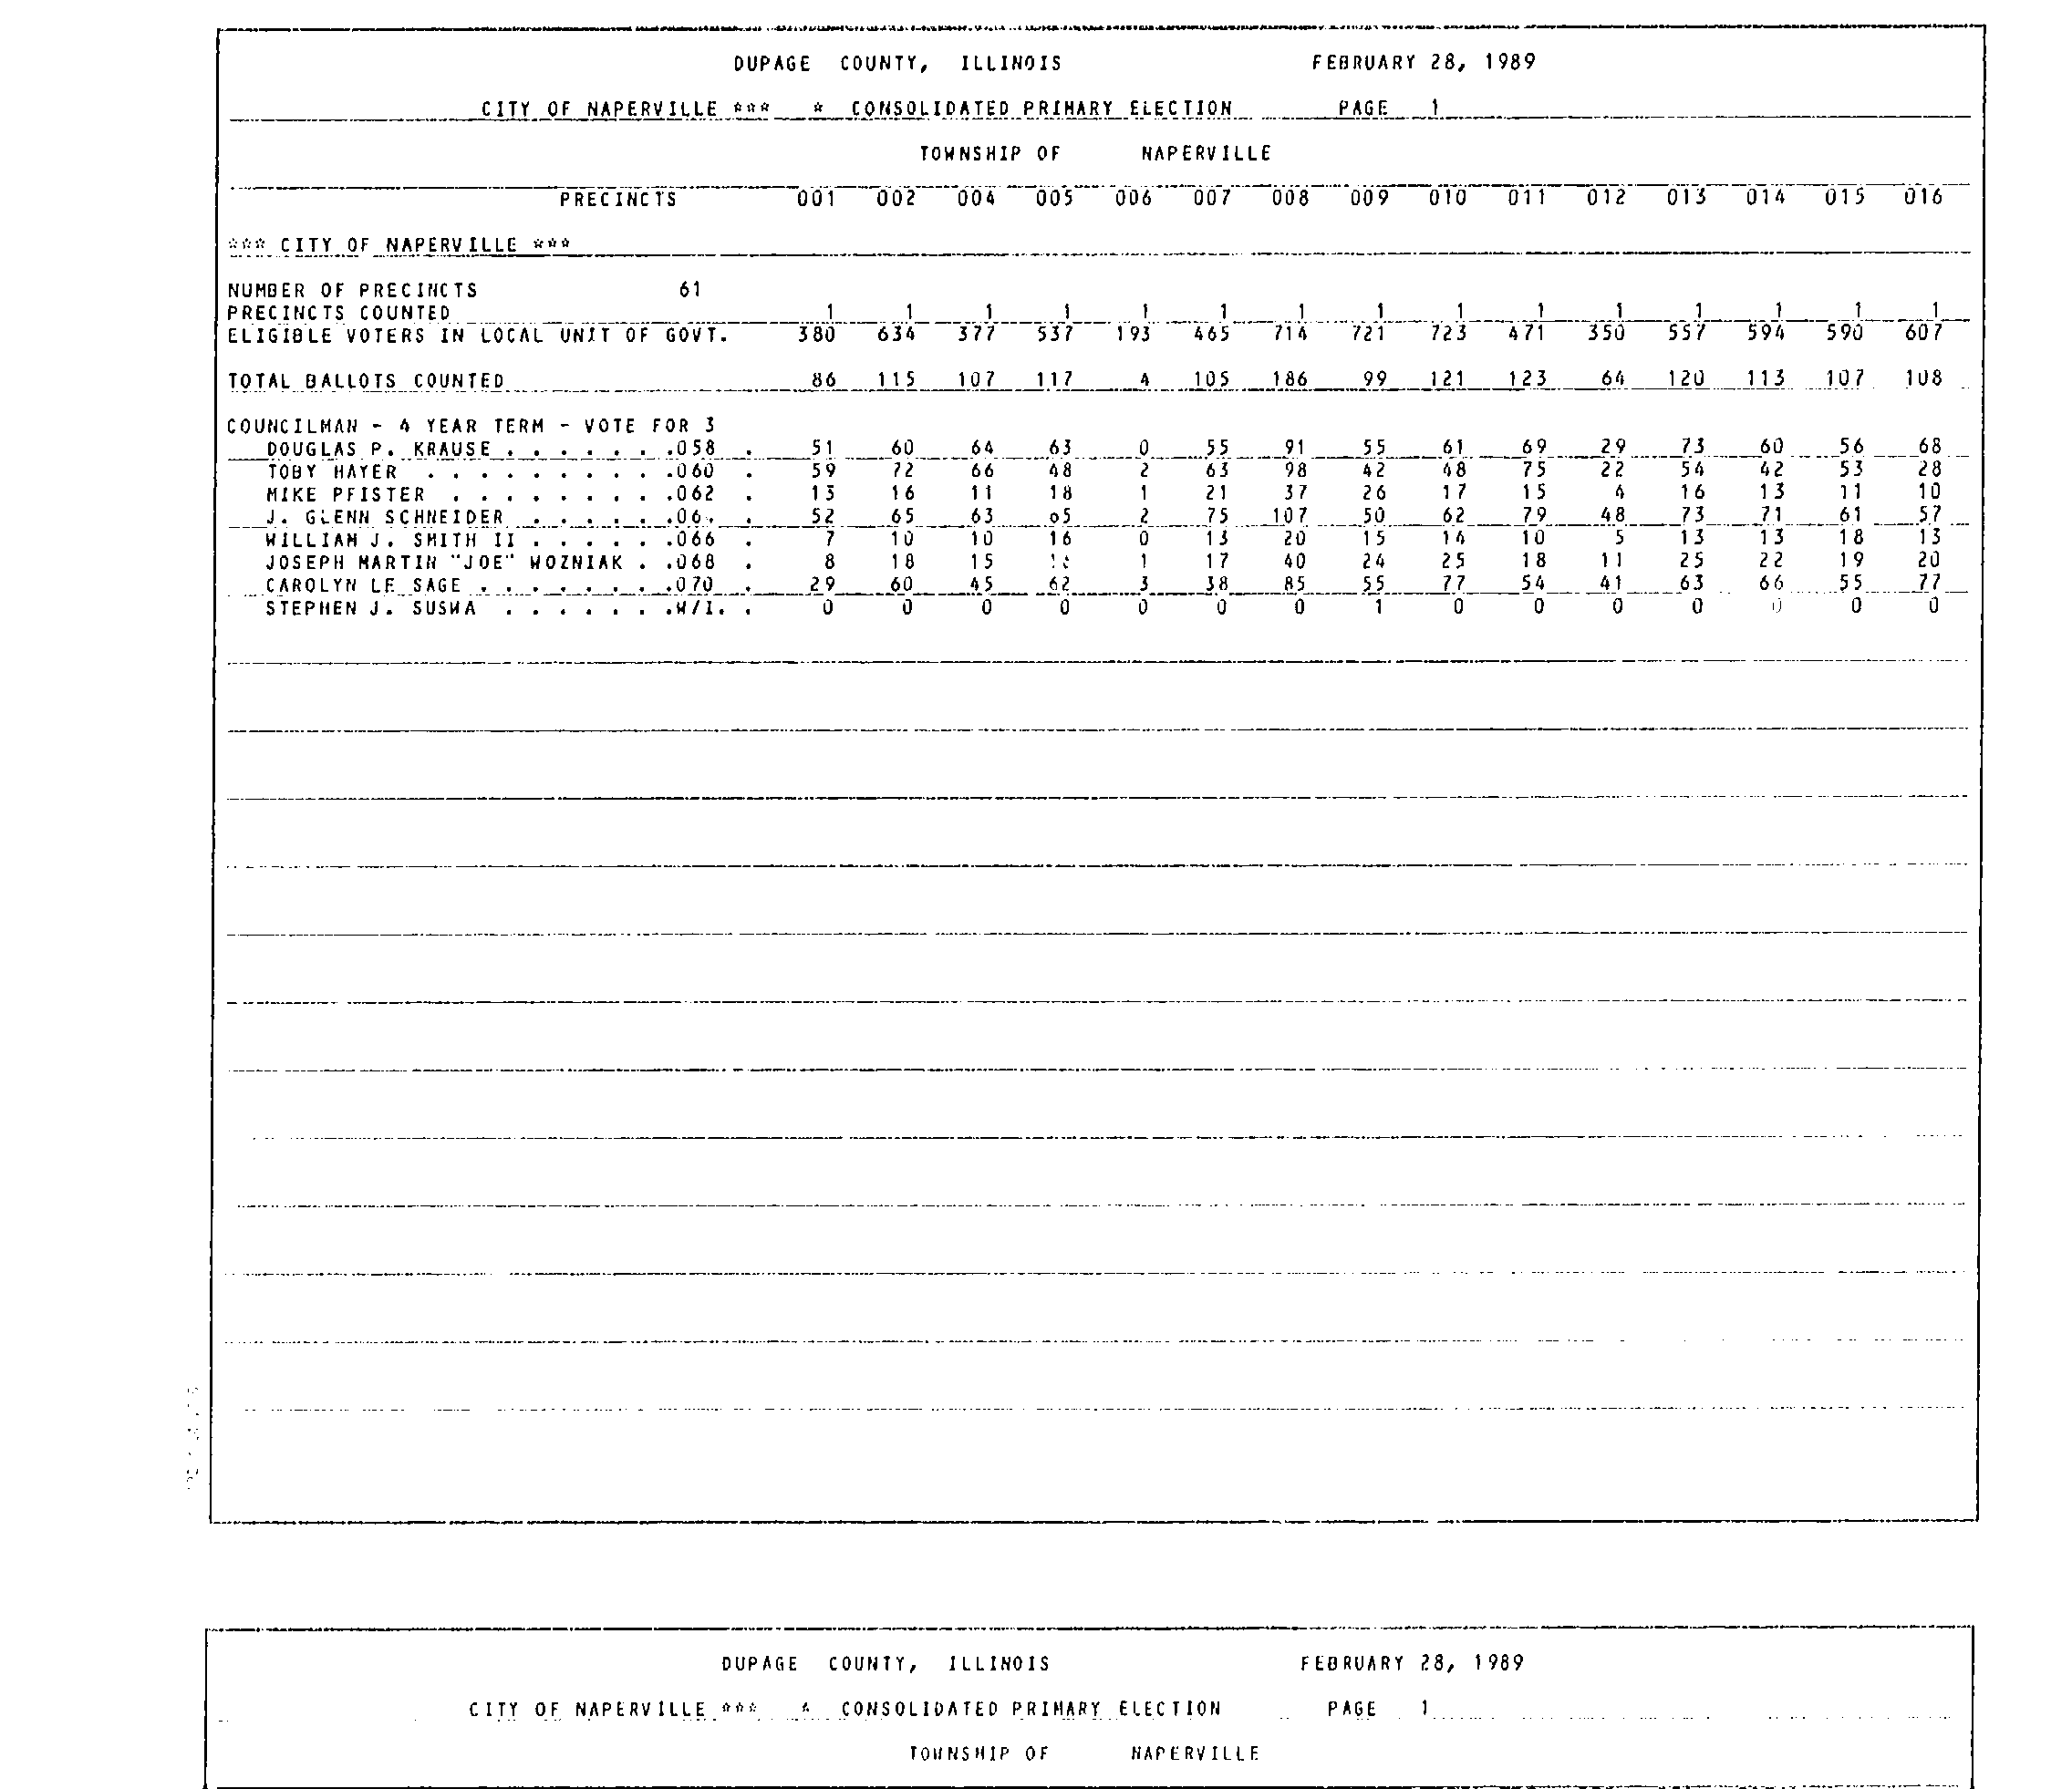 DUPAGE COUNTY, ILLINOIS FEBRUARY 28, 1989
CITY OF NAPERVILLE *** * CONSOLIDATED PRIMARY ELECTION PAGE 1
TOWNSHIP OF NAPERVILLE
PRECINCTS 001 002 004 005 006 007 008 009 010 011 012 013 014 015 016
*** CITY OF NAPERVILLE ***
NUMBER OF PRECINCTS 61
PRECINCTS COUNTED 1 1 1 1 1 1 1 1 1 1 1 1 1 1 1
ELIGIBLE VOTERS IN LOCAL UNIT OF GOVT. 380 634 377 537 193 465 714 721 723 471 350 557 594 590 607
TOTAL BALLOTS COUNTED 86 115 107 117 4 105 186 99 121 123 64 120 113 107 108
COUNCILMAN - 4 YEAR TERM - VOTE FOR 3
DOUGLAS P. KRAUSE . . . . . . .058 . 51 60 64 63 0 55 91 55 61 69 29 73 60 56 68
TOBY HAYER . . . . . . . . . .060 . 59 72 66 48 2 63 98 42 48 75 22 54 42 53 28
MIKE PFISTER . . . . . . . . .062 . 13 16 11 18 1 21 37 26 17 15 4 16 13 11 10
J. GLENN SCHNEIDER . . . . . . . 52 65 63 65 2 75 107 50 62 79 48 73 71 61 57
WILLIAM J. SMITH II . . . . . .066 . 7 10 10 16 0 13 20 15 14 10 5 13 13 18 13
JOSEPH MARTIN "JOE" WOZNIAK . .068 . 8 18 15 1 17 40 24 25 18 11 25 22 19 20
CAROLYN LE SAGE . . . . . . . .070 . 29 60 45 62 3 38 85 55 77 54 41 63 66 55 77
STEPHEN J. SUSWA . . . . . . .W/I. . 0 0 0 0 0 0 0 1 0 0 0 0 0 0 0
DUPAGE COUNTY, ILLINOIS FEBRUARY 28, 1989
CITY OF NAPERVILLE *** * CONSOLIDATED PRIMARY ELECTION PAGE 1
TOWNSHIP OF NAPERVILLE